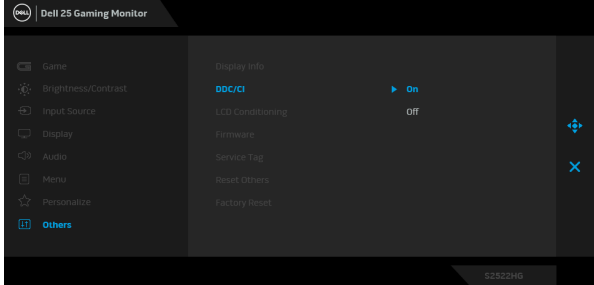 DELL Dell 25 Gaming Monitor
Game
Brightness/Contrast
Input Source
Display
Audio
Menu
Personalize
Others
Display Info
DDC/CI On
LCD Conditioning Off
Firmware
Service Tag
Reset Others
Factory Reset
S2522HG